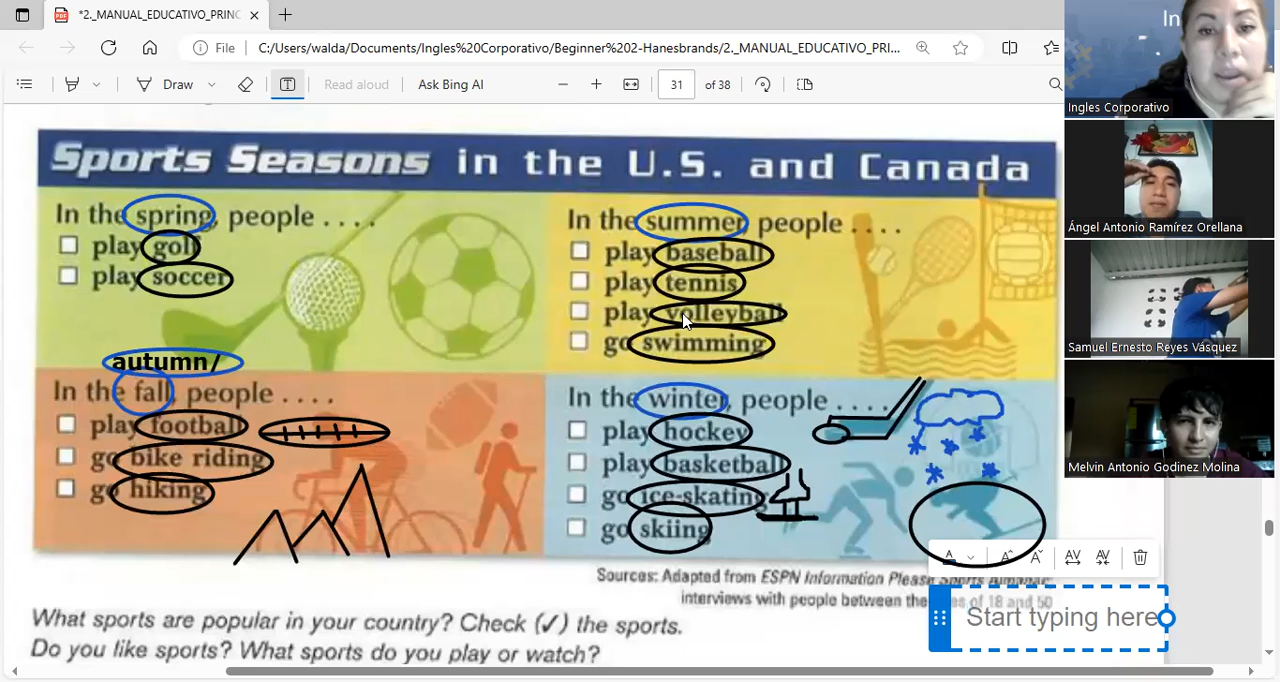 *2._MANUAL_EDUCATIVO_PRINC
File
C:/Users/walda/Documents/Ingles%20Corporativo/Beginner%202-Hanesbrands/2._MANUAL_EDUCATIVO_PRI...
Draw
Read aloud
Ask Bing AI
31 of 38
In
Ingles Corporativo
Ángel Antonio Ramírez Orellana
Samuel Ernesto Reyes Vásquez
Melvin Antonio Godinez Molina
Sports Seasons in the U.S. and Canada
In the spring, people . . . .
play golf
play soccer
In the summer, people . . . .
play baseball
play tennis
play volleyball
go swimming
autumn/
In the fall, people . . . .
play football
go bike riding
go hiking
In the winter, people . . . .
play hockey
play basketball
go ice-skating
go skiing
Sources: Adapted from ESPN Information Please Sports Almanac;
interviews with people between the ages of 18 and 50
Start typing here
What sports are popular in your country? Check (✓) the sports.
Do you like sports? What sports do you play or watch?